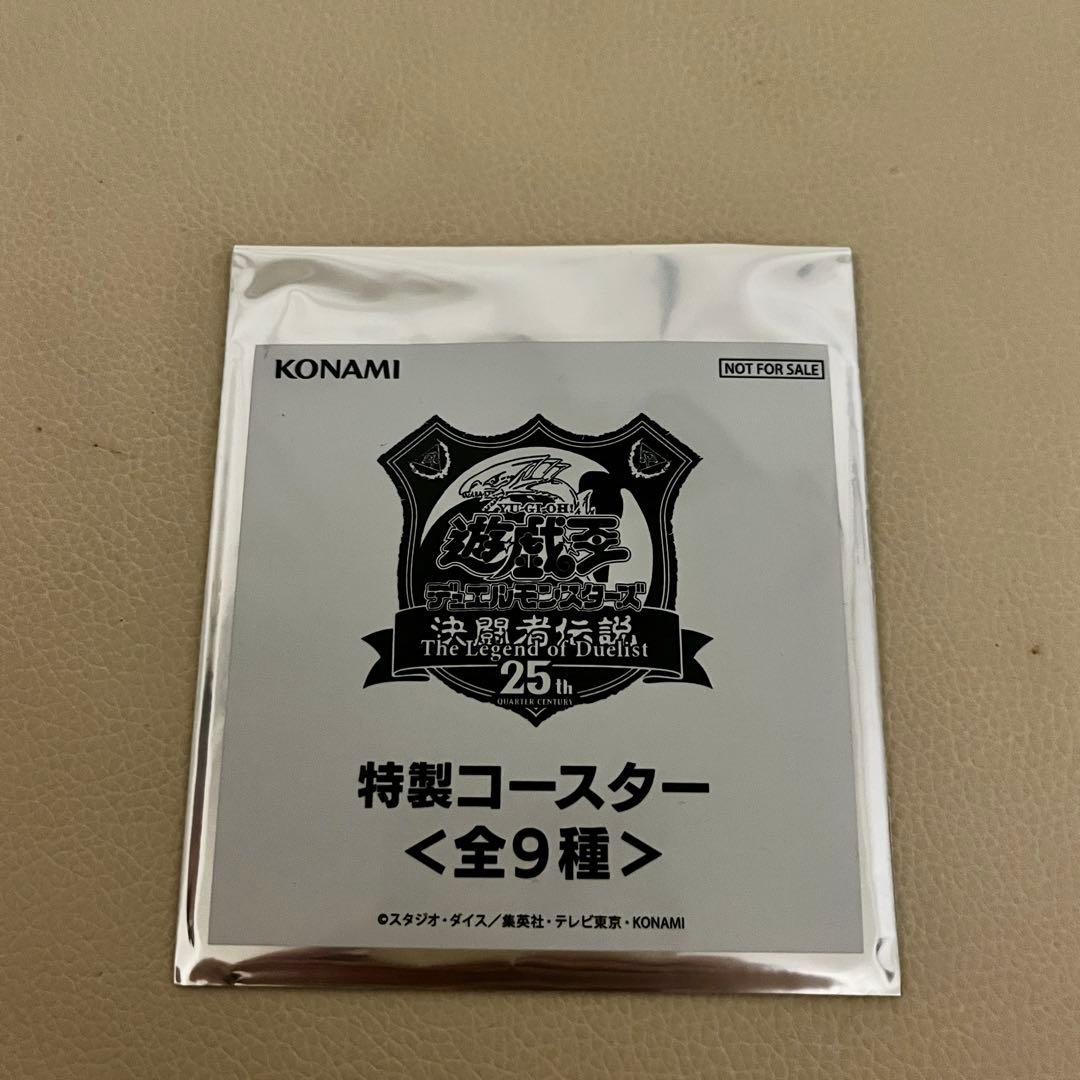 KONAMI
NOT FOR SALE
YU-GI-OH!
遊戯王
デュエルモンスターズ
決闘者伝説
The Legend of Duelist
25th
QUARTER CENTURY
特製コースター
＜全9種＞
©スタジオ・ダイス／集英社・テレビ東京・KONAMI